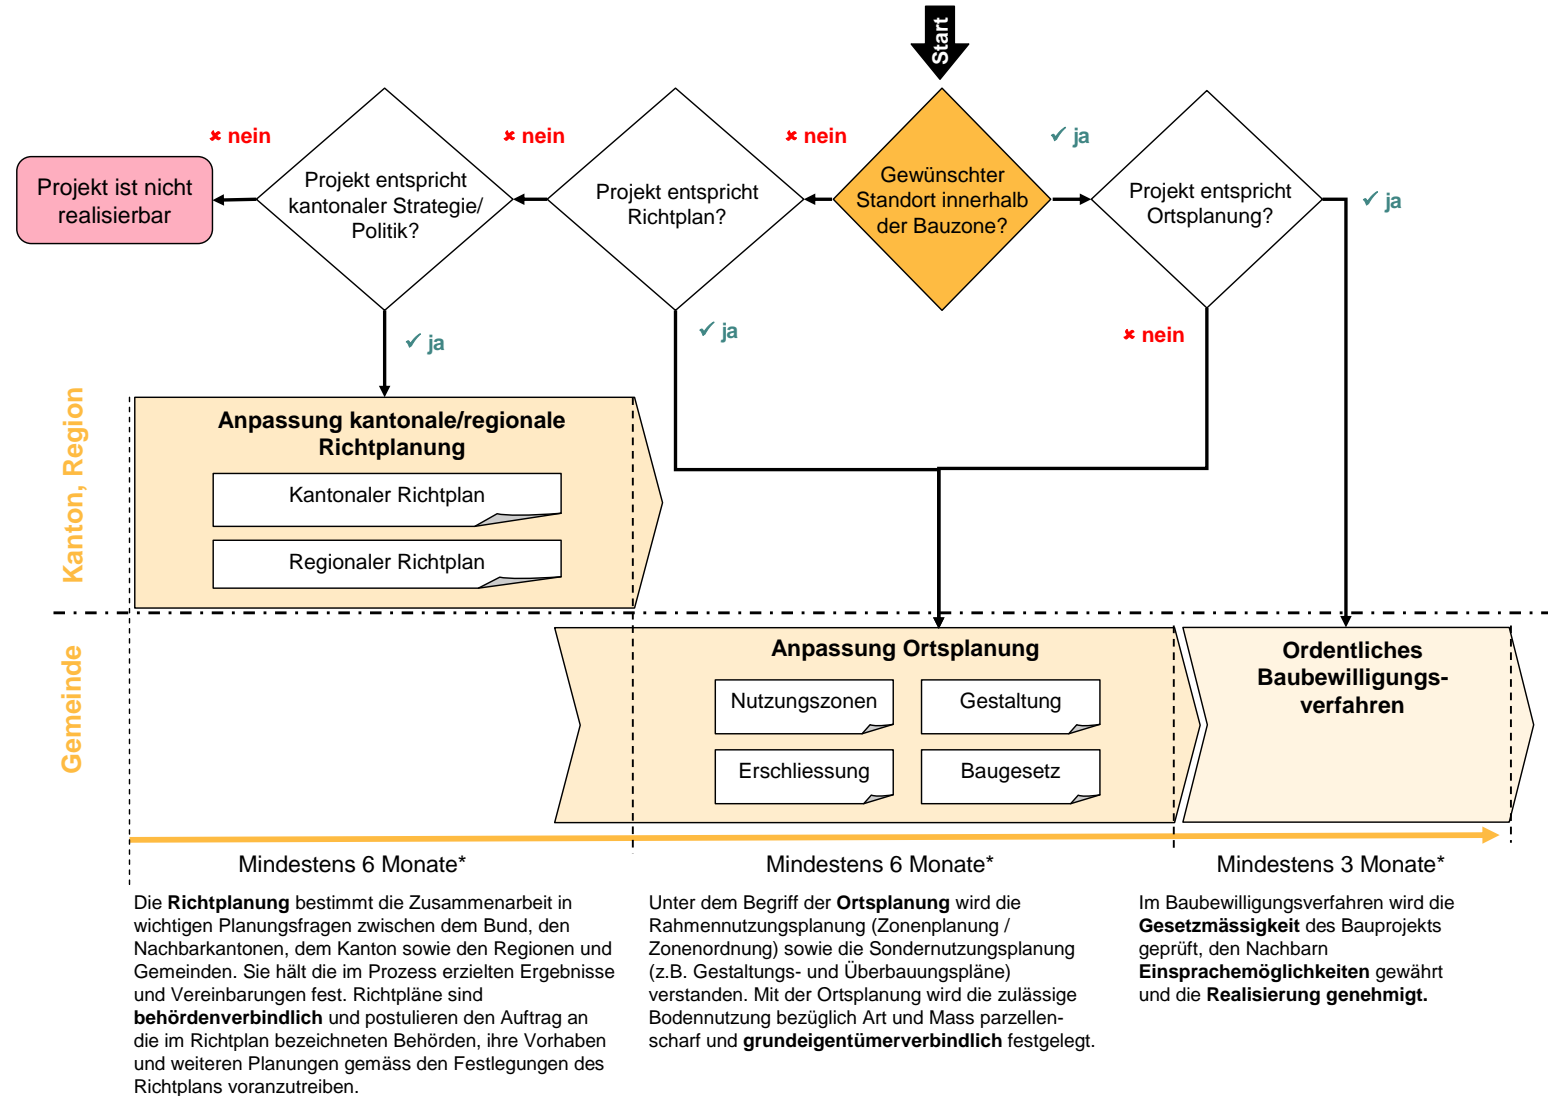 Start
✘ nein
✘ nein
✘ nein
✓ ja
Projekt ist nicht
realisierbar
Projekt entspricht
kantonaler Strategie/
Politik?
Projekt entspricht
Richtplan?
Gewünschter
Standort innerhalb
der Bauzone?
Projekt entspricht
Ortsplanung?
✓ ja
✓ ja
✓ ja
✘ nein
Kanton, Region
Anpassung kantonale/regionale
Richtplanung
Kantonaler Richtplan
Regionaler Richtplan
Gemeinde
Anpassung Ortsplanung
Nutzungszonen
Gestaltung
Erschliessung
Baugesetz
Ordentliches
Baubewilligungs-
verfahren
Mindestens 6 Monate*
Die Richtplanung bestimmt die Zusammenarbeit in
wichtigen Planungsfragen zwischen dem Bund, den
Nachbarkantonen, dem Kanton sowie den Regionen und
Gemeinden. Sie hält die im Prozess erzielten Ergebnisse
und Vereinbarungen fest. Richtpläne sind
behördenverbindlich und postulieren den Auftrag an
die im Richtplan bezeichneten Behörden, ihre Vorhaben
und weiteren Planungen gemäss den Festlegungen des
Richtplans voranzutreiben.
Mindestens 6 Monate*
Unter dem Begriff der Ortsplanung wird die
Rahmennutzungsplanung (Zonenplanung /
Zonenordnung) sowie die Sondernutzungsplanung
(z.B. Gestaltungs- und Überbauungspläne)
verstanden. Mit der Ortsplanung wird die zulässige
Bodennutzung bezüglich Art und Mass parzellen-
scharf und grundeigentümerverbindlich festgelegt.
Mindestens 3 Monate*
Im Baubewilligungsverfahren wird die
Gesetzmässigkeit des Bauprojekts
geprüft, den Nachbarn
Einsprachemöglichkeiten gewährt
und die Realisierung genehmigt.